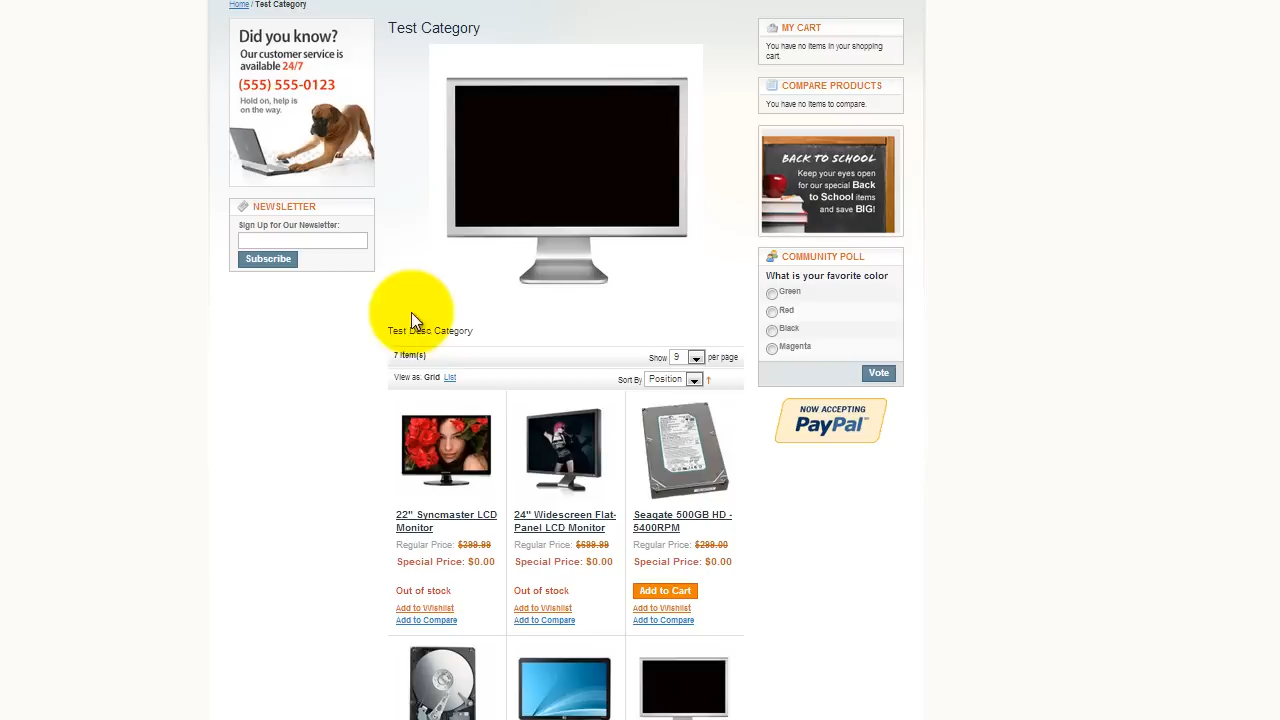 Home / Test Category
Did you know?
Our customer service is
available 24/7
(555) 555-0123
Hold on, help is
on the way.
NEWSLETTER
Sign Up for Our Newsletter:
Subscribe
Test Category
Test Desc Category
7 Item(s)
Show 9 per page
View as: Grid List
Sort By Position
22" Syncmaster LCD
Monitor
Regular Price: $399.99
Special Price: $0.00
Out of stock
Add to Wishlist
Add to Compare
24" Widescreen Flat-
Panel LCD Monitor
Regular Price: $699.99
Special Price: $0.00
Out of stock
Add to Wishlist
Add to Compare
Seagate 500GB HD -
5400RPM
Regular Price: $299.00
Special Price: $0.00
Add to Cart
Add to Wishlist
Add to Compare
MY CART
You have no items in your shopping
cart.
COMPARE PRODUCTS
You have no items to compare.
BACK TO SCHOOL
Keep your eyes open
for our special Back
to School items
and save BIG!
COMMUNITY POLL
What is your favorite color
Green
Red
Black
Magenta
Vote
NOW ACCEPTING
PayPal